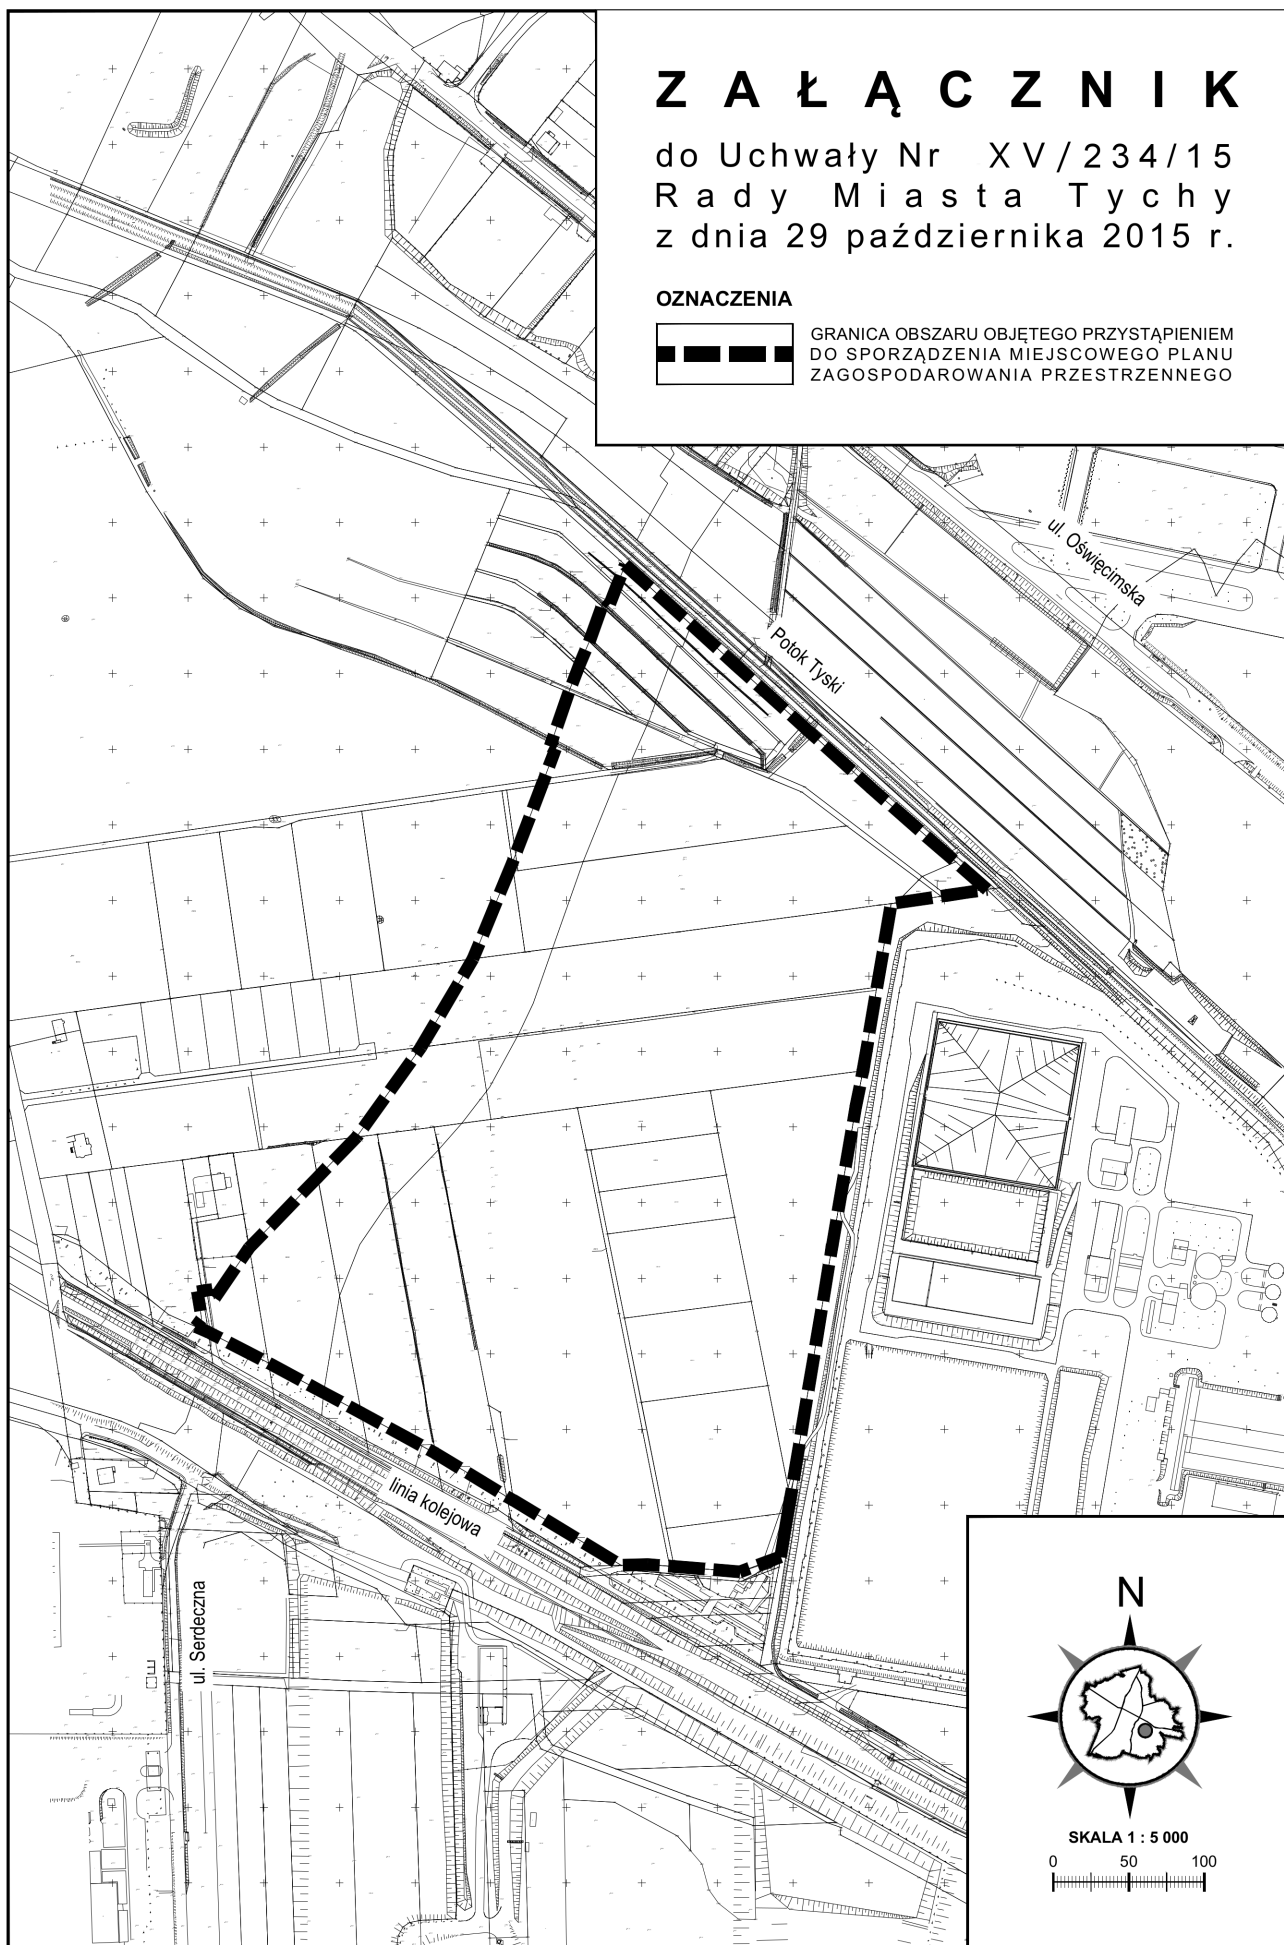 ZAŁĄCZNIK
do Uchwały Nr XV/234/15
Rady Miasta Tychy
z dnia 29 października 2015 r.
OZNACZENIA
GRANICA OBSZARU OBJĘTEGO PRZYSTĄPIENIEM
DO SPORZĄDZENIA MIEJSCOWEGO PLANU
ZAGOSPODAROWANIA PRZESTRZENNEGO
ul. Oświęcimska
Potok Tyski
linia kolejowa
ul. Serdeczna
N
SKALA 1 : 5 000
0 50 100